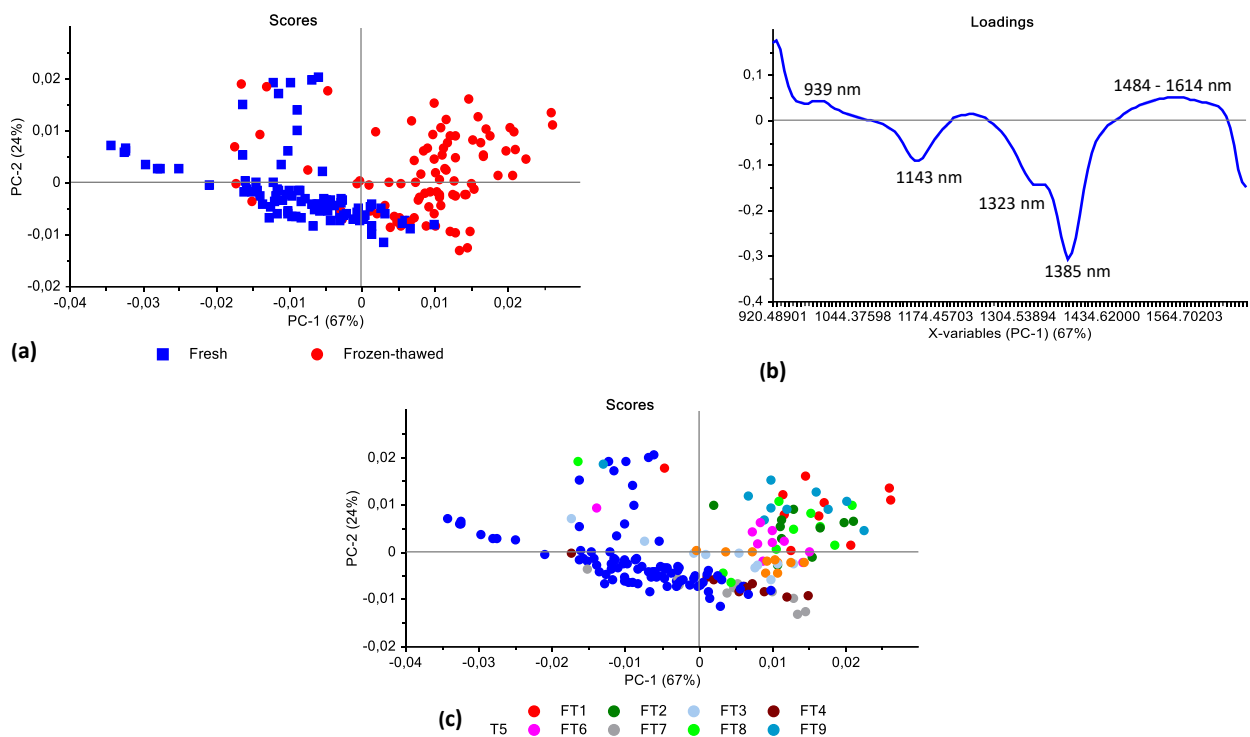 Scores
PC-2 (24%)
0,02
0,01
0
-0,01
-0,02
-0,04
-0,03
-0,02
-0,01
0
0,01
0,02
PC-1 (67%)
(a)
Fresh
Frozen-thawed
Loadings
0,1
0
-0,1
-0,2
-0,3
-0,4
939 nm
1143 nm
1323 nm
1385 nm
1484 - 1614 nm
920.488901 1044.37598 1174.45703 1304.53894 1434.62000 1564.70203
X-variables (PC-1) (67%)
(b)
Scores
PC-2 (24%)
0,02
0,01
0
-0,01
-0,02
-0,04
-0,03
-0,02
-0,01
0
0,01
0,02
PC-1 (67%)
(c)
FT1 FT2 FT3 FT4
T5 FT6 FT7 FT8 FT9